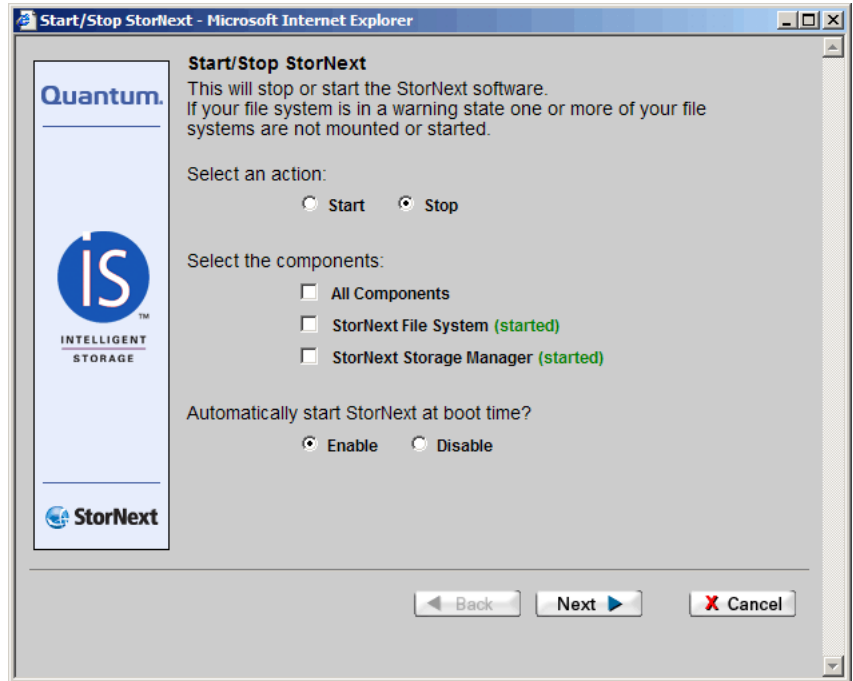 Start/Stop StorNext - Microsoft Internet Explorer
Quantum.
Start/Stop StorNext
This will stop or start the StorNext software.
If your file system is in a warning state one or more of your file
systems are not mounted or started.
Select an action:
Start Stop
iS TM
INTELLIGENT
STORAGE
Select the components:
All Components
StorNext File System (started)
StorNext Storage Manager (started)
Automatically start StorNext at boot time?
Enable Disable
StorNext
Back Next X Cancel